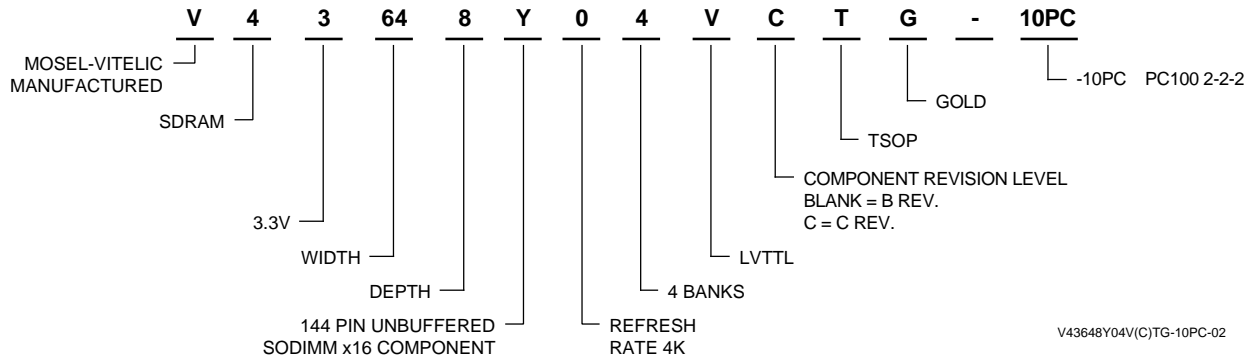 V 4 3 64 8 Y 0 4 V C T G - 10PC
MOSEL-VITELIC
MANUFACTURED
-10PC PC100 2-2-2
GOLD
SDRAM
TSOP
COMPONENT REVISION LEVEL
BLANK = B REV.
C = C REV.
3.3V
WIDTH
LVTTL
DEPTH
4 BANKS
144 PIN UNBUFFERED
SODIMM x16 COMPONENT
REFRESH
RATE 4K
V43648Y04V(C)TG-10PC-02